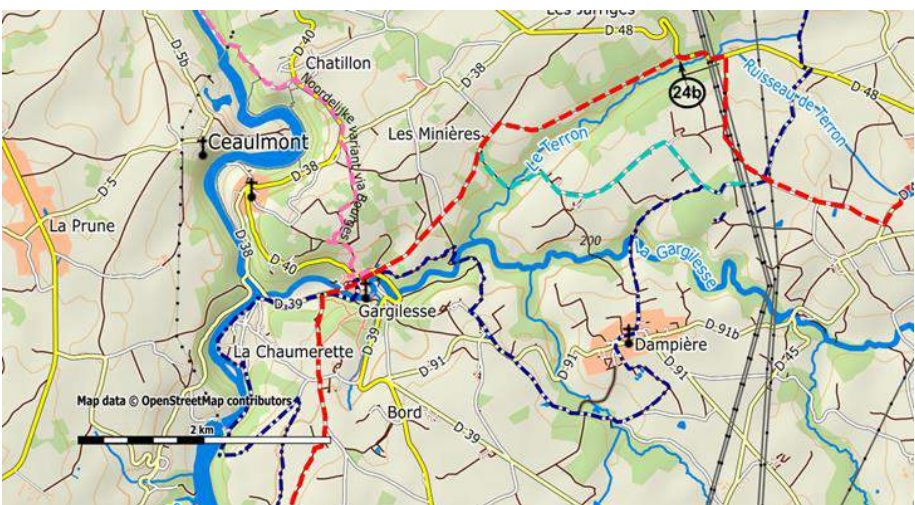 Les Jarriges
D 48
D 40
D 5b
Chatillon
D 38
24b
Ruisseau de Terron
D 48
Noordelijke variant via Bourges
Les Minières
Le Terron
Ceaulmont
D 38
D 5
La Prune
D 38
200
La Gargilesse
D 40
D 39
Gargilesse
D 39
D 91b
Dampière
La Chaumerette
D 91
D 91
D 91
D 45
Map data © OpenStreetMap contributors
Bord
D 39
2 km